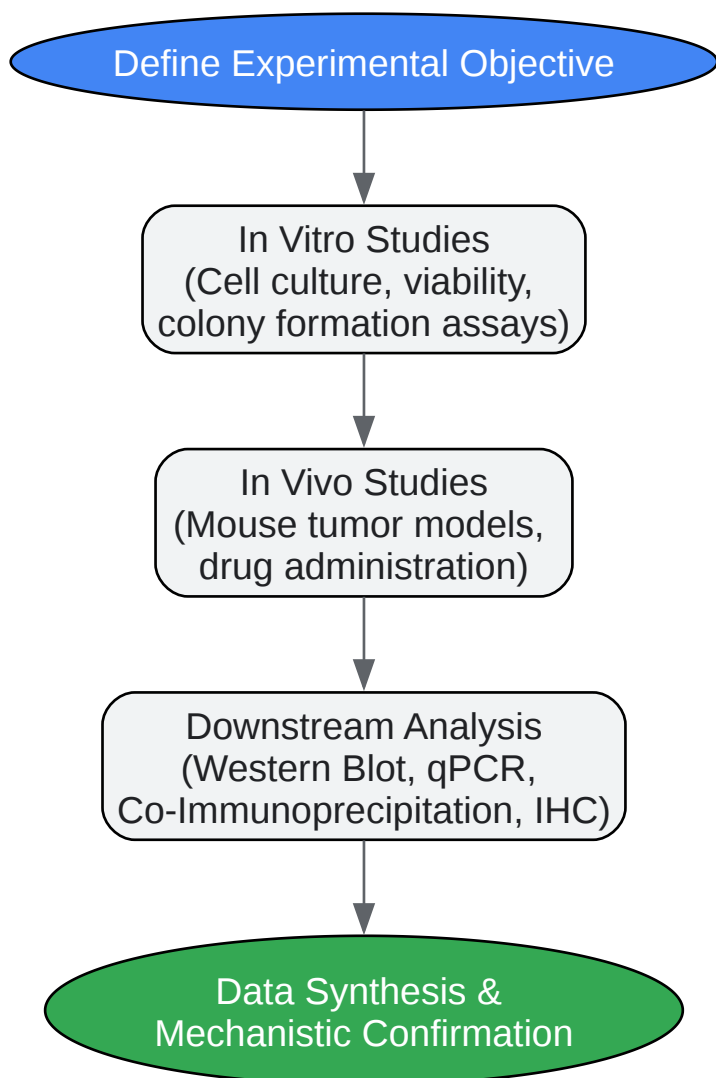 Define Experimental Objective
In Vitro Studies
(Cell culture, viability,
colony formation assays)
In Vivo Studies
(Mouse tumor models,
drug administration)
Downstream Analysis
(Western Blot, qPCR,
Co-Immunoprecipitation, IHC)
Data Synthesis &
Mechanistic Confirmation